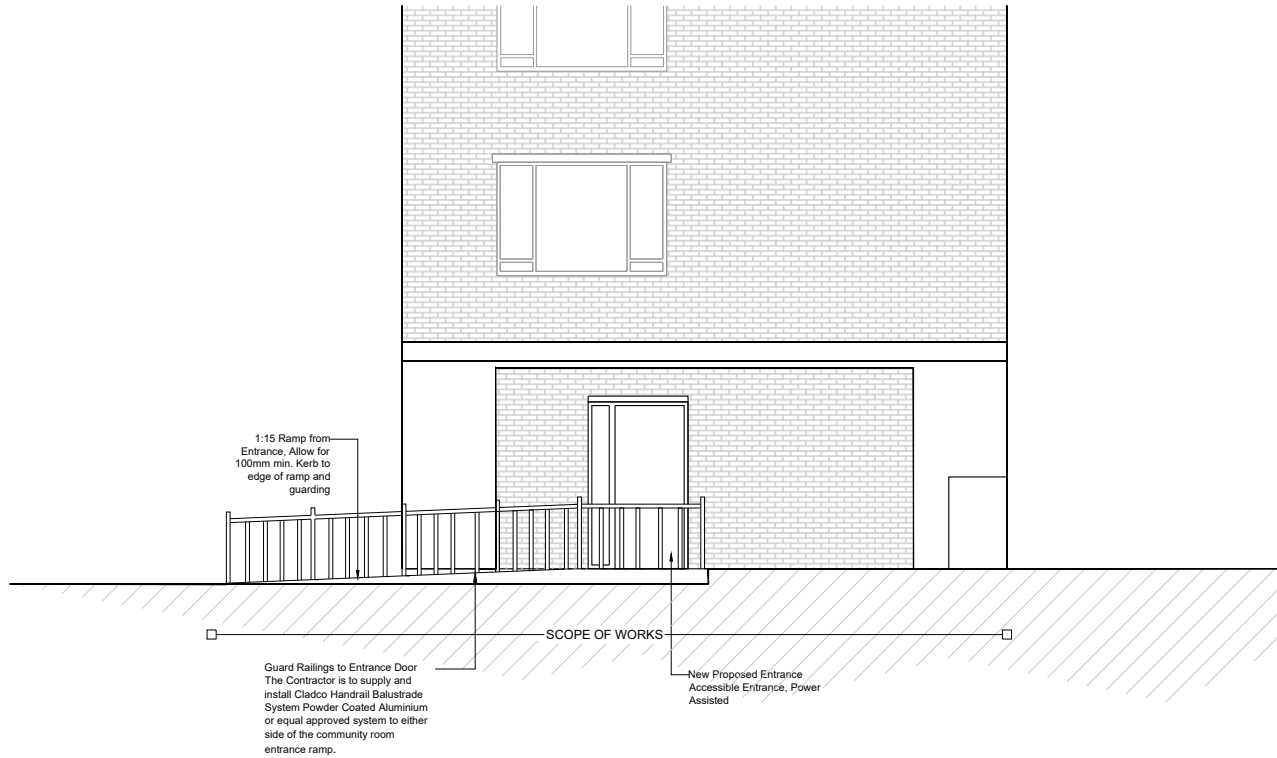 1:15 Ramp from
Entrance, Allow for
100mm min. Kerb to
edge of ramp and
guarding
SCOPE OF WORKS
Guard Railings to Entrance Door
The Contractor is to supply and
install Cladco Handrail Balustrade
System Powder Coated Aluminium
or equal approved system to either
side of the community room
entrance ramp.
New Proposed Entrance
Accessible Entrance, Power
Assisted